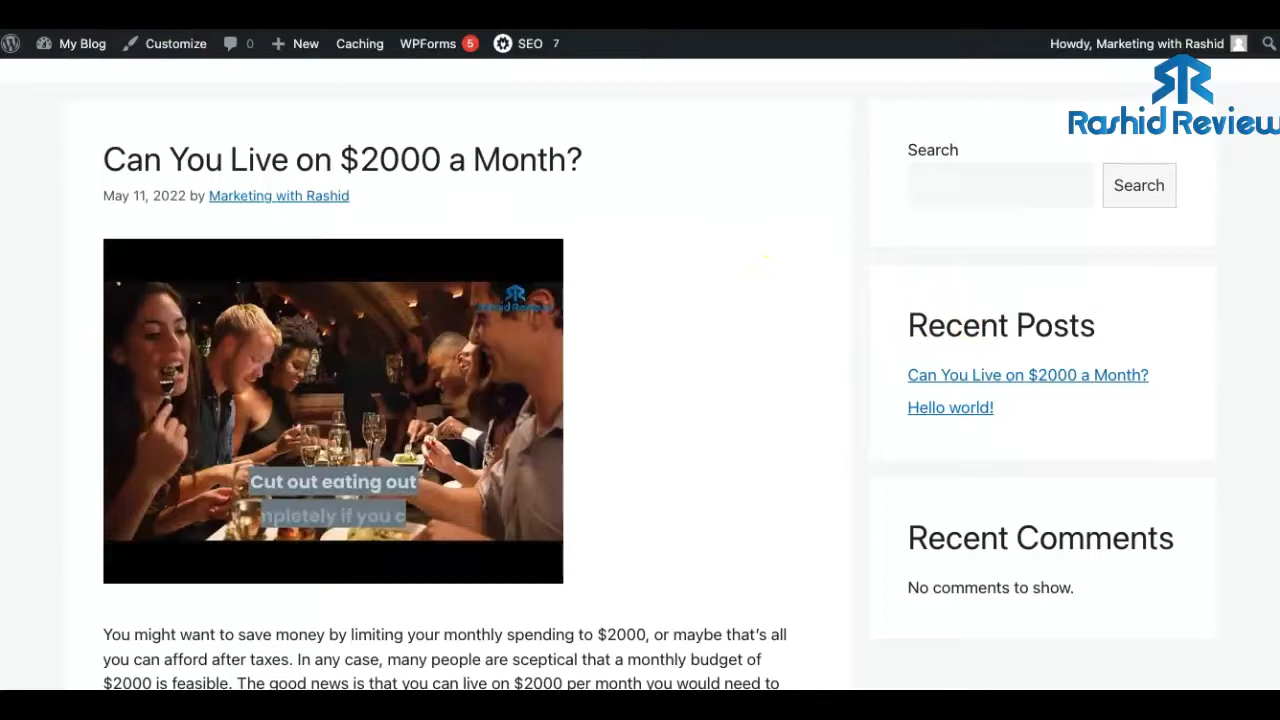 My Blog Customize 0 New Caching WPForms 5 SEO 7 Howdy, Marketing with Rashid
Rashid Review
Can You Live on $2000 a Month?
May 11, 2022 by Marketing with Rashid
Cut out eating out
mpletely if you c
You might want to save money by limiting your monthly spending to $2000, or maybe that's all
you can afford after taxes. In any case, many people are sceptical that a monthly budget of
$2000 is feasible. The good news is that you can live on $2000 per month you would need to
Search
Search
Recent Posts
Can You Live on $2000 a Month?
Hello world!
Recent Comments
No comments to show.